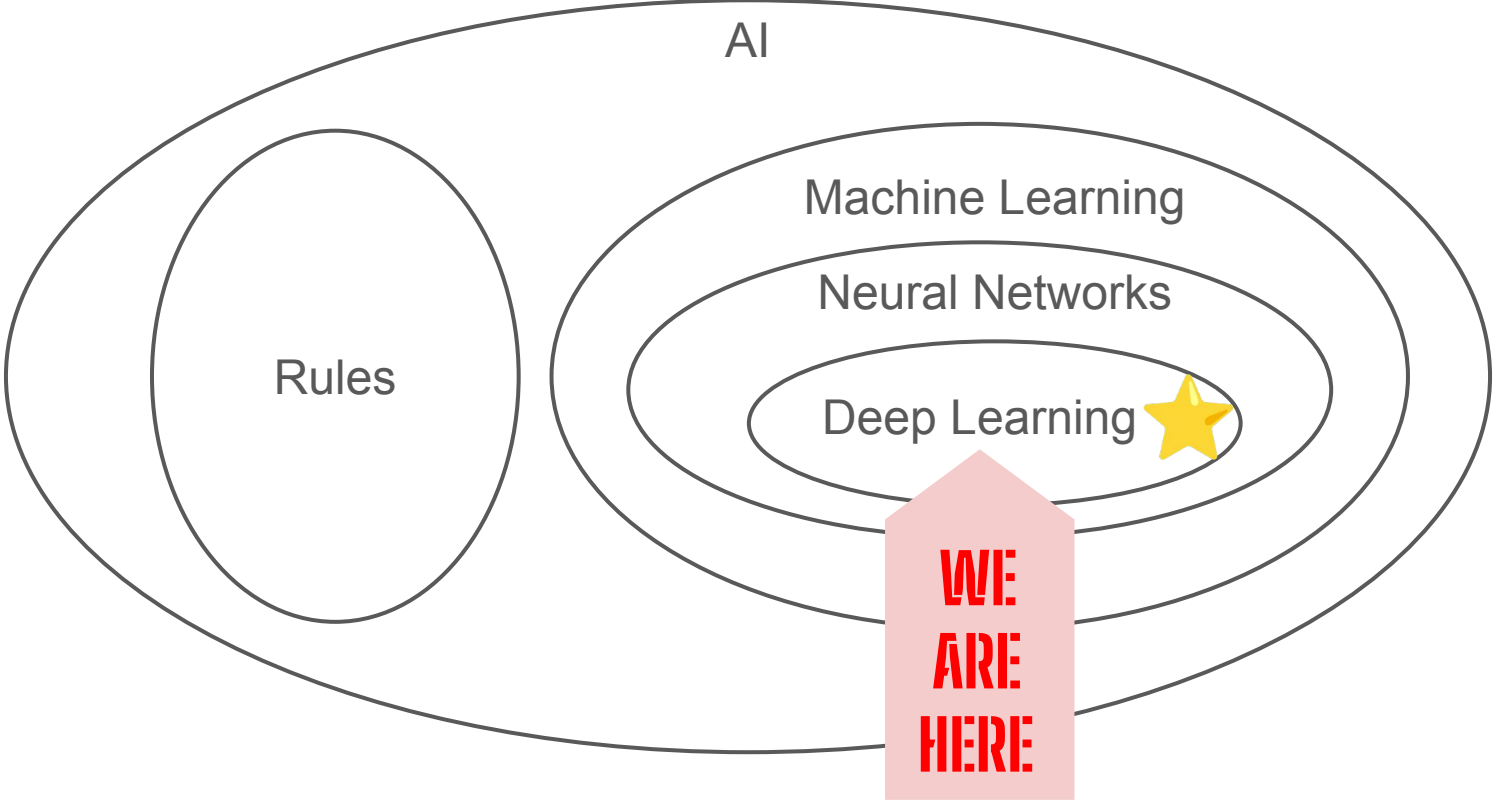 AI
Machine Learning
Neural Networks
Rules
Deep Learning
WE
ARE
HERE